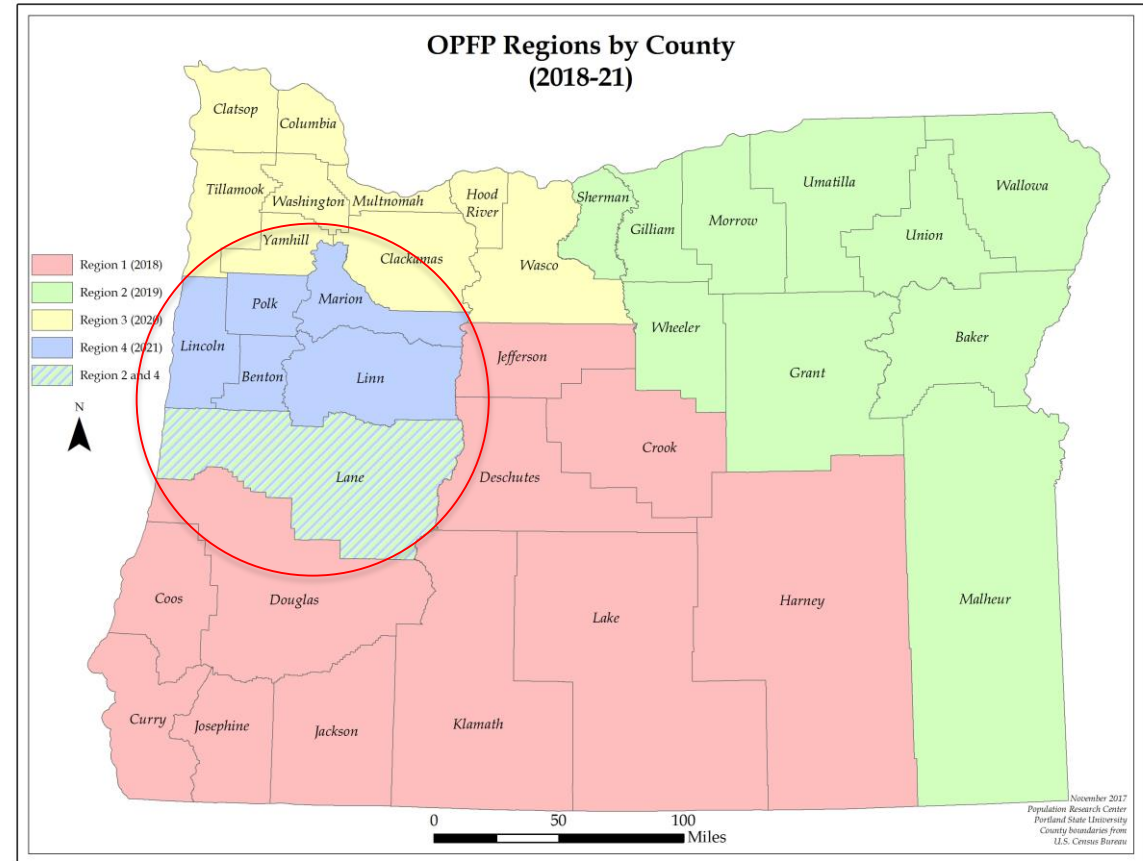 OPFP Regions by County
(2018-21)
Clatsop
Columbia
Tillamook
Washington
Multnomah
Hood
River
Sherman
Gilliam
Morrow
Umatilla
Union
Wallowa
Yamhill
Clackamas
Wasco
Region 1 (2018)
Region 2 (2019)
Region 3 (2020)
Region 4 (2021)
Region 2 and 4
N
Polk
Marion
Lincoln
Benton
Linn
Jefferson
Wheeler
Grant
Baker
Crook
Deschutes
Lane
Coos
Douglas
Lake
Harney
Malheur
Curry
Josephine
Jackson
Klamath
0 50 100
Miles
November 2017
Population Research Center
Portland State University
County boundaries from
U.S. Census Bureau